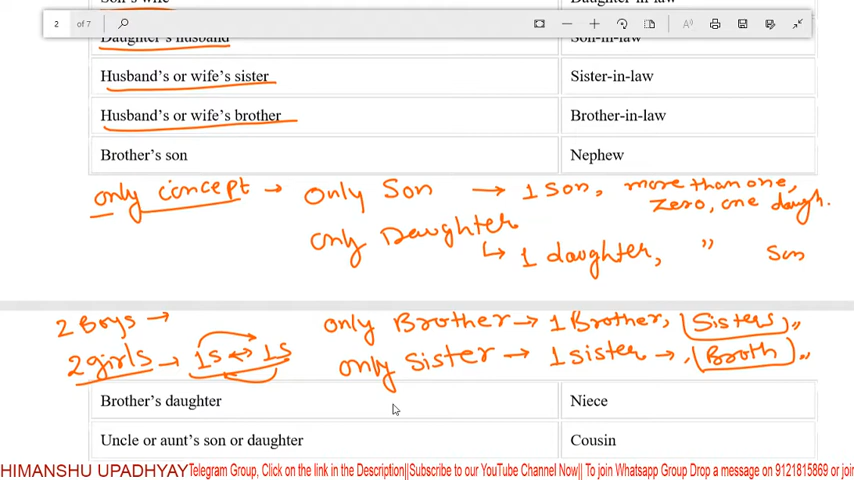 Son's wife Daughter-in-law
2 of 7
Daughter's husband Son-in-law
Husband's or wife's sister Sister-in-law
Husband's or wife's brother Brother-in-law
Brother's son Nephew
only concept → Only Son → 1 Son, more than one,
zero, one daugh.
only Daughter
↳ 1 daughter, " Son
2 Boys → only Brother → 1 Brother, (Sisters) "
2 girls → 1S ↔ 1S only Sister → 1 sister → , (Broth) "
Brother's daughter Niece
Uncle or aunt's son or daughter Cousin
HIMANSHU UPADHYAY Telegram Group, Click on the link in the Description||Subscribe to our YouTube Channel Now|| To join Whatsapp Group Drop a message on 9121815869 or join